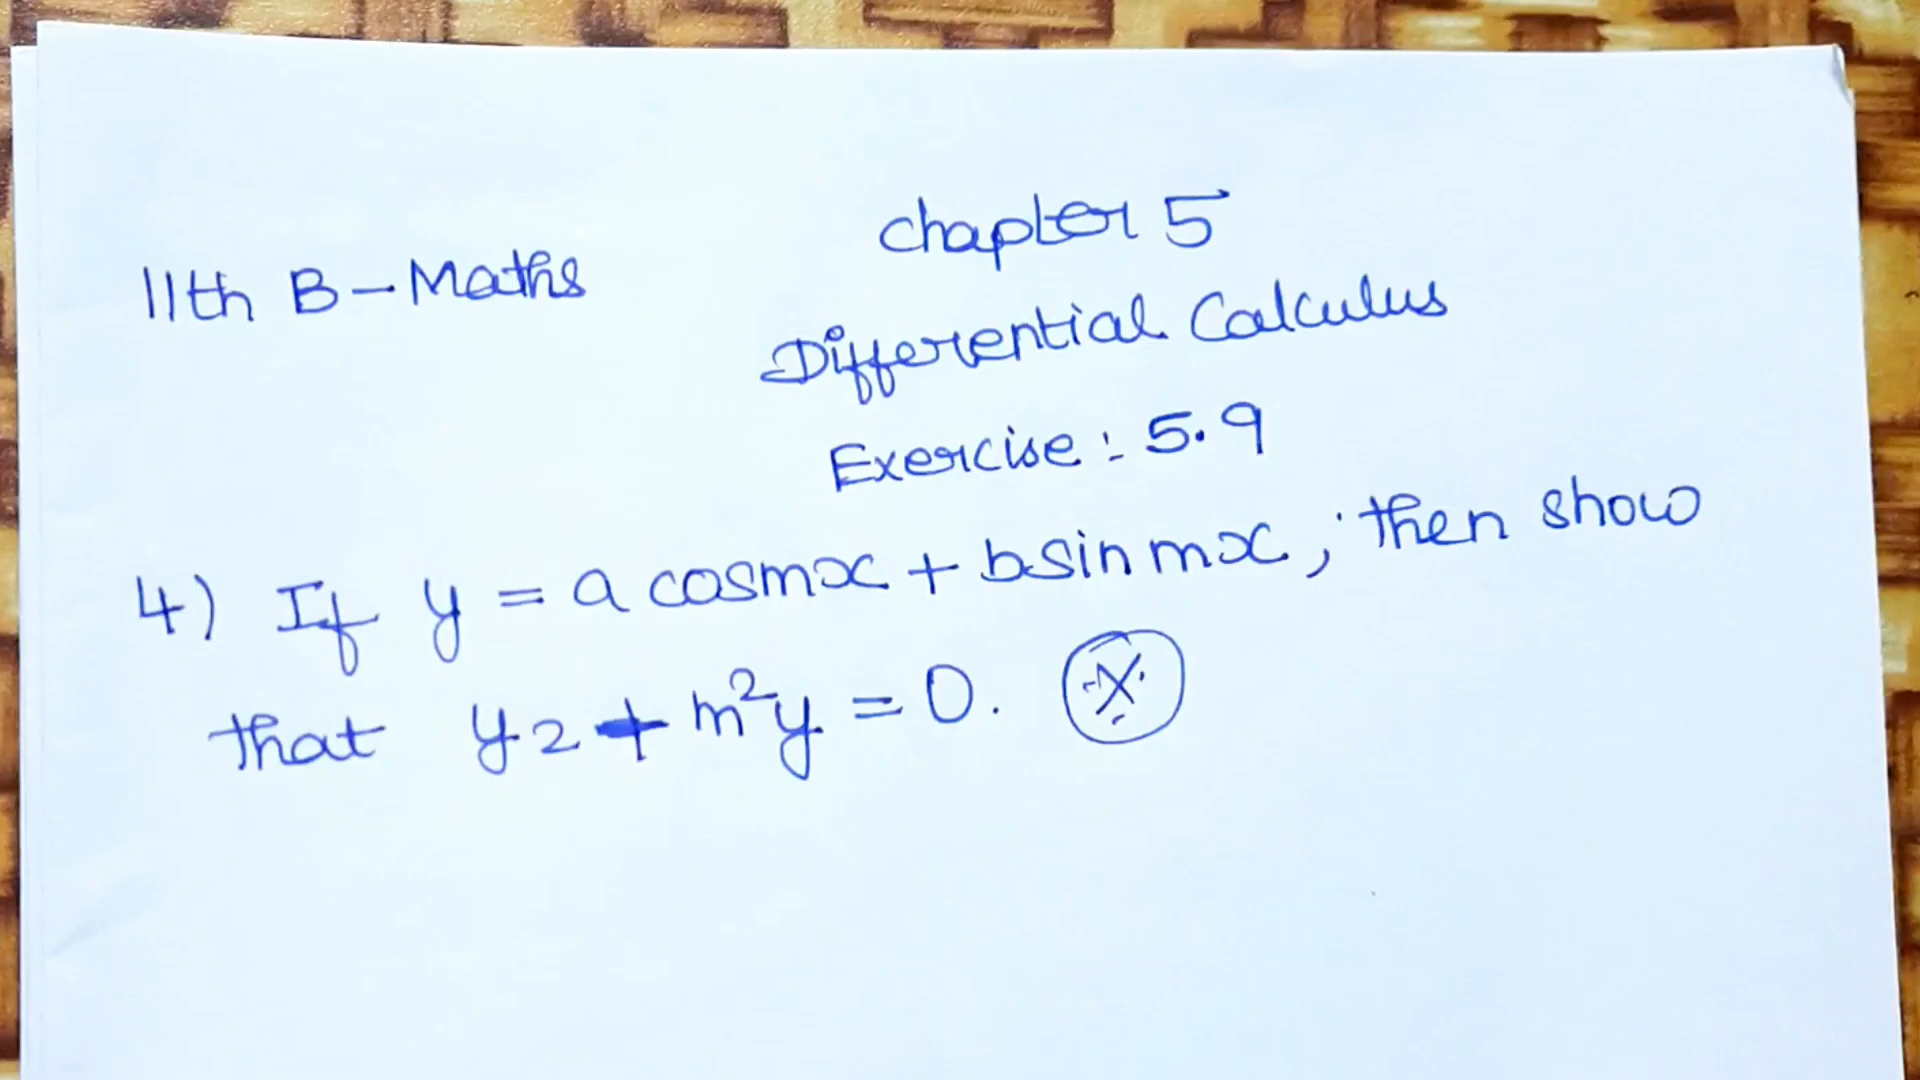 Chapter 5
11th B-Maths
Differential Calculus
Exercise: 5.9
4) If y = a cosmx + bsin mx, then show
that y₂ + m²y = 0.